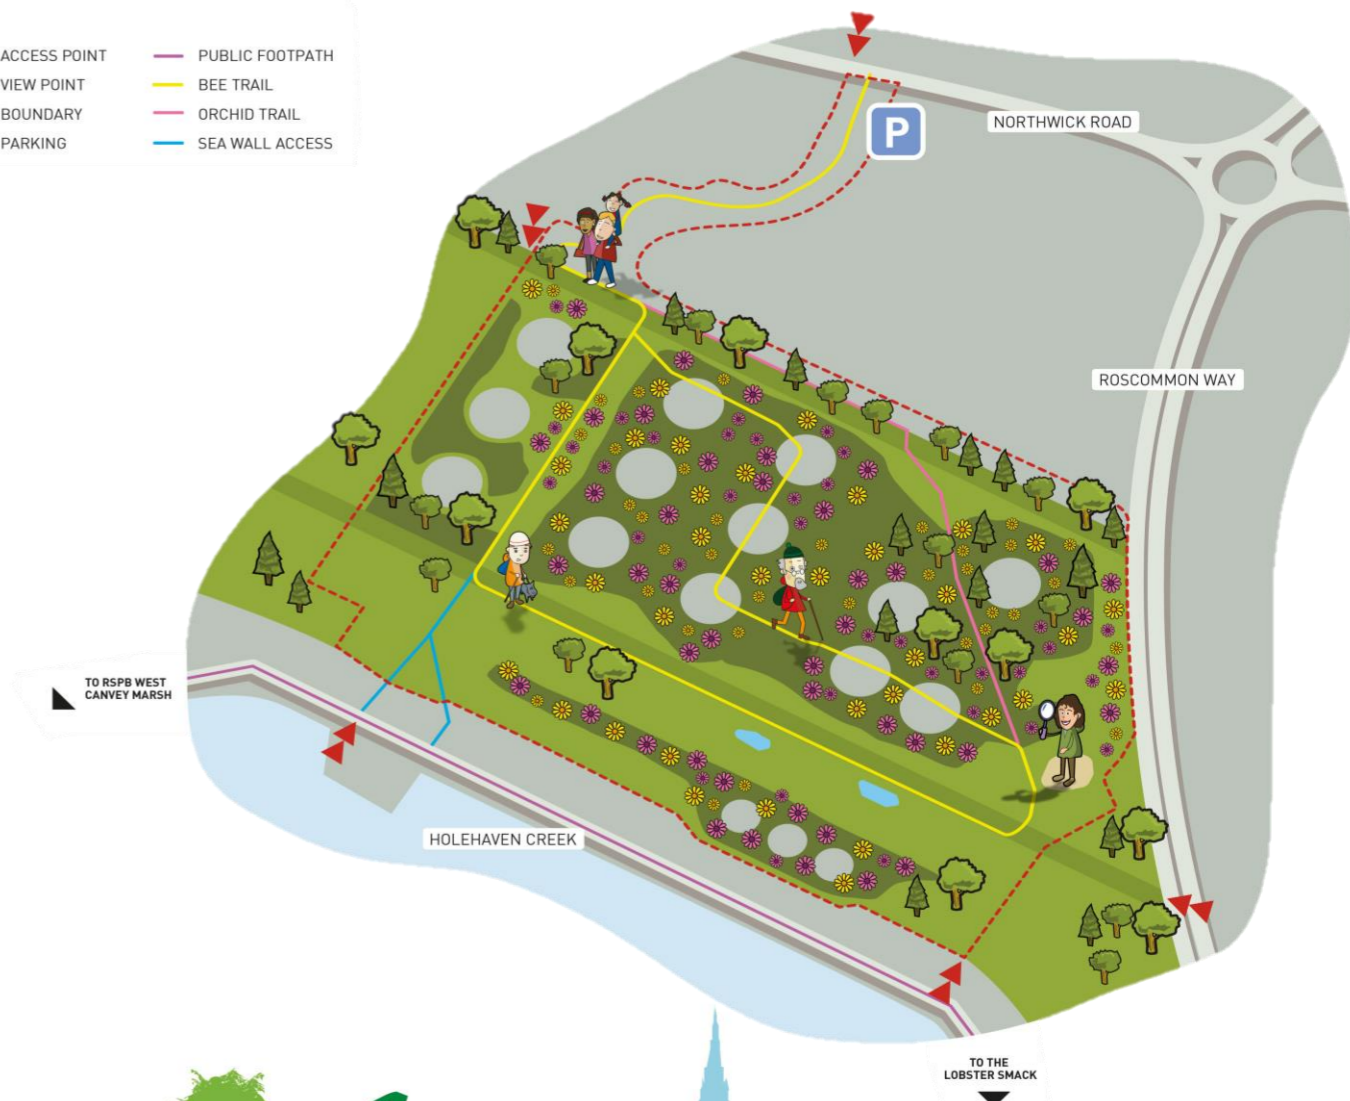 ACCESS POINT
VIEW POINT
BOUNDARY
PARKING
PUBLIC FOOTPATH
BEE TRAIL
ORCHID TRAIL
SEA WALL ACCESS
P
NORTHWICK ROAD
ROSCOMMON WAY
TO RSPB WEST
CANVEY MARSH
HOLEHAVEN CREEK
TO THE
LOBSTER SMACK